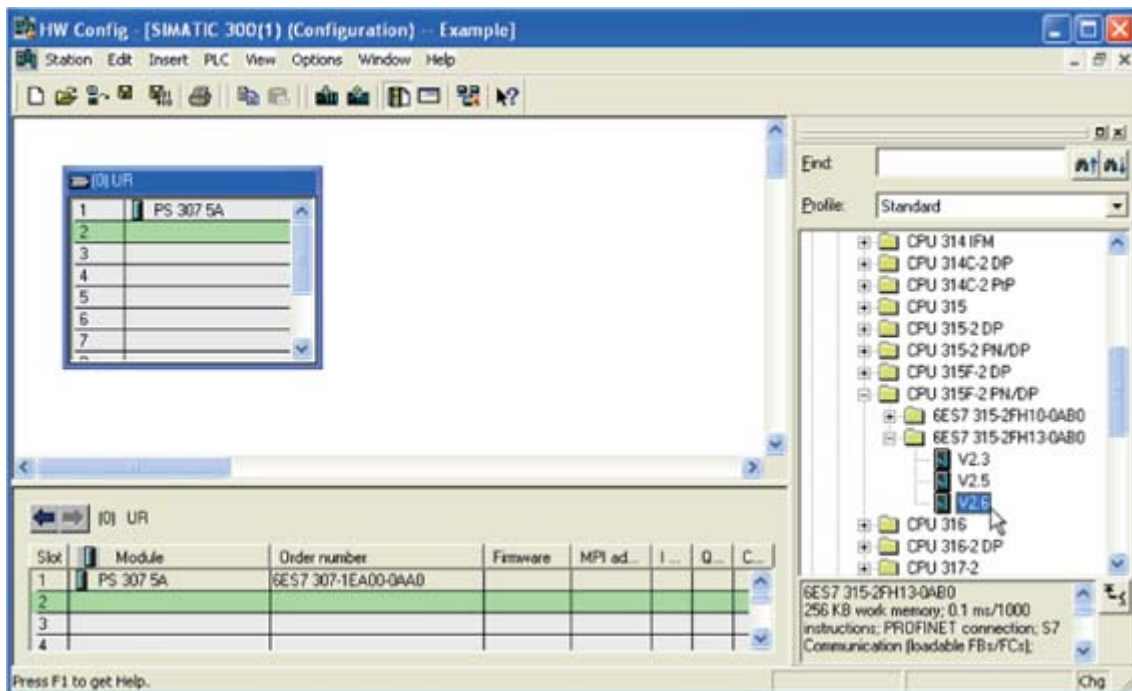 HW Config - [SIMATIC 300(1) (Configuration) -- Example]
Station Edit Insert PLC View Options Window Help
(0) UR
1 PS 307 5A
2
3
4
5
6
7
Find:
Profile: Standard
CPU 314 IFM
CPU 314C-2 DP
CPU 314C-2 PtP
CPU 315
CPU 315-2 DP
CPU 315-2 PN/DP
CPU 315F-2 DP
CPU 315F-2 PN/DP
6ES7 315-2FH10-0AB0
6ES7 315-2FH13-0AB0
V2.3
V2.5
V2.6
CPU 316
CPU 316-2 DP
CPU 317-2
6ES7 315-2FH13-0AB0
256 KB work memory; 0.1 ms/1000
instructions; PROFINET connection; S7
Communication (loadable FBs/FCs);
(0) UR
Slot Module Order number Firmware MPI ad... I ... Q... C...
1 PS 307 5A 6ES7 307-1EA00-0AA0
2
3
4
Press F1 to get Help.
Chg